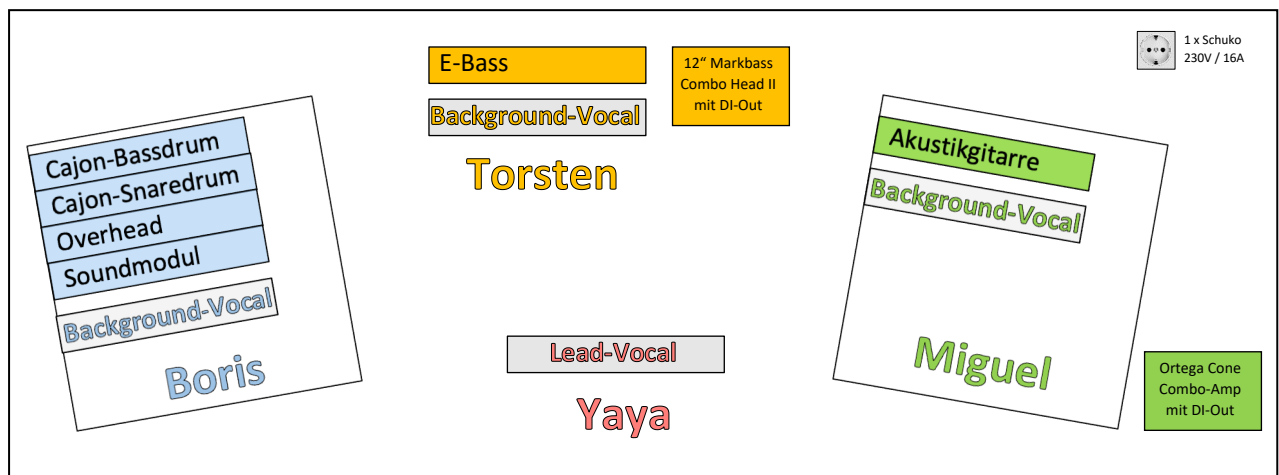 Cajon-Bassdrum
Cajon-Snaredrum
Overhead
Soundmodul
Background-Vocal
Boris
E-Bass
Background-Vocal
Torsten
12“ Markbass
Combo Head II
mit DI-Out
Lead-Vocal
Yaya
Akustikgitarre
Background-Vocal
Miguel
1 x Schuko
230V / 16A
Ortega Cone
Combo-Amp
mit DI-Out